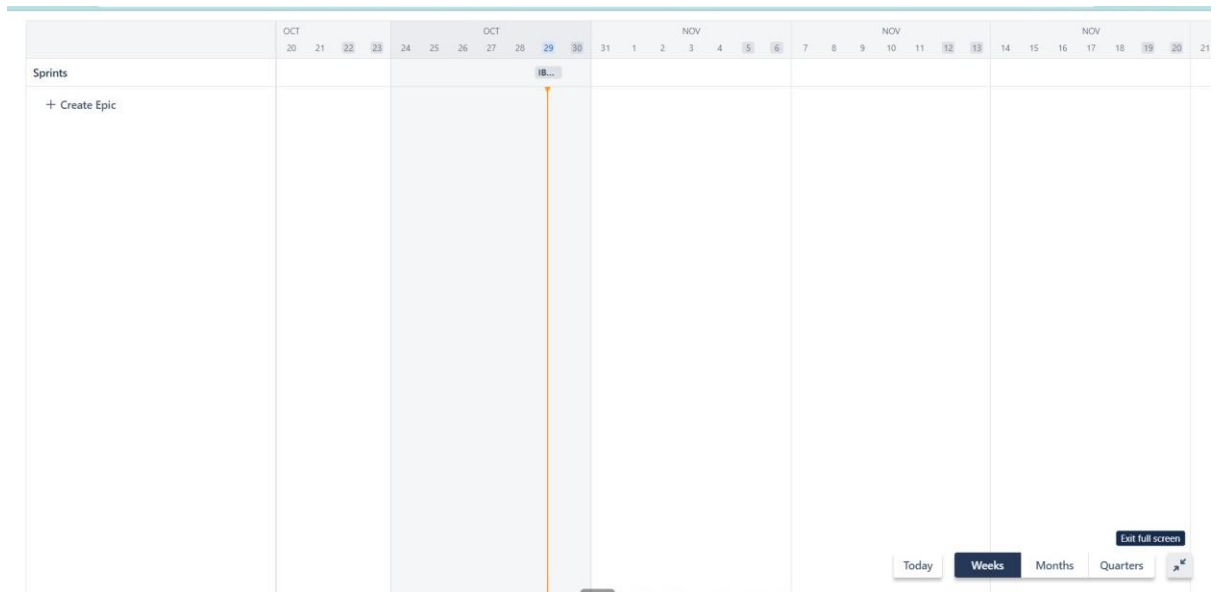 OCT OCT NOV NOV NOV
20 21 22 23 24 25 26 27 28 29 30 31 1 2 3 4 5 6 7 8 9 10 11 12 13 14 15 16 17 18 19 20 21
Sprints IB...
+ Create Epic
Exit full screen
Today Weeks Months Quarters